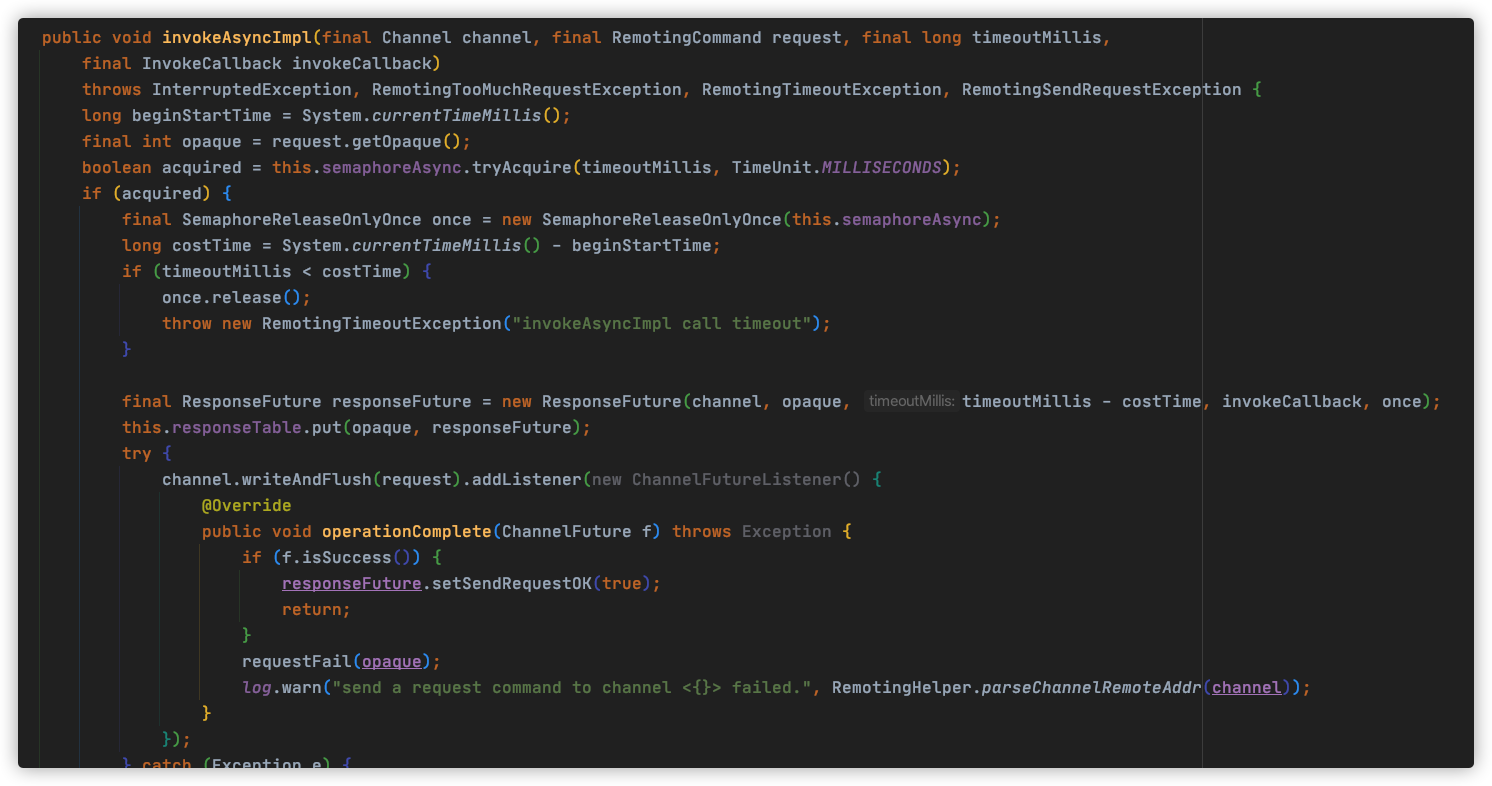 public void invokeAsyncImpl(final Channel channel, final RemotingCommand request, final long timeoutMillis,
    final InvokeCallback invokeCallback)
    throws InterruptedException, RemotingTooMuchRequestException, RemotingTimeoutException, RemotingSendRequestException {
    long beginStartTime = System.currentTimeMillis();
    final int opaque = request.getOpaque();
    boolean acquired = this.semaphoreAsync.tryAcquire(timeoutMillis, TimeUnit.MILLISECONDS);
    if (acquired) {
        final SemaphoreReleaseOnlyOnce once = new SemaphoreReleaseOnlyOnce(this.semaphoreAsync);
        long costTime = System.currentTimeMillis() - beginStartTime;
        if (timeoutMillis < costTime) {
            once.release();
            throw new RemotingTimeoutException("invokeAsyncImpl call timeout");
        }

        final ResponseFuture responseFuture = new ResponseFuture(channel, opaque, timeoutMillis: timeoutMillis - costTime, invokeCallback, once);
        this.responseTable.put(opaque, responseFuture);
        try {
            channel.writeAndFlush(request).addListener(new ChannelFutureListener() {
                @Override
                public void operationComplete(ChannelFuture f) throws Exception {
                    if (f.isSuccess()) {
                        responseFuture.setSendRequestOK(true);
                        return;
                    }
                    requestFail(opaque);
                    log.warn("send a request command to channel <{}> failed.", RemotingHelper.parseChannelRemoteAddr(channel));
                }
            });
        } catch (Exception e) {